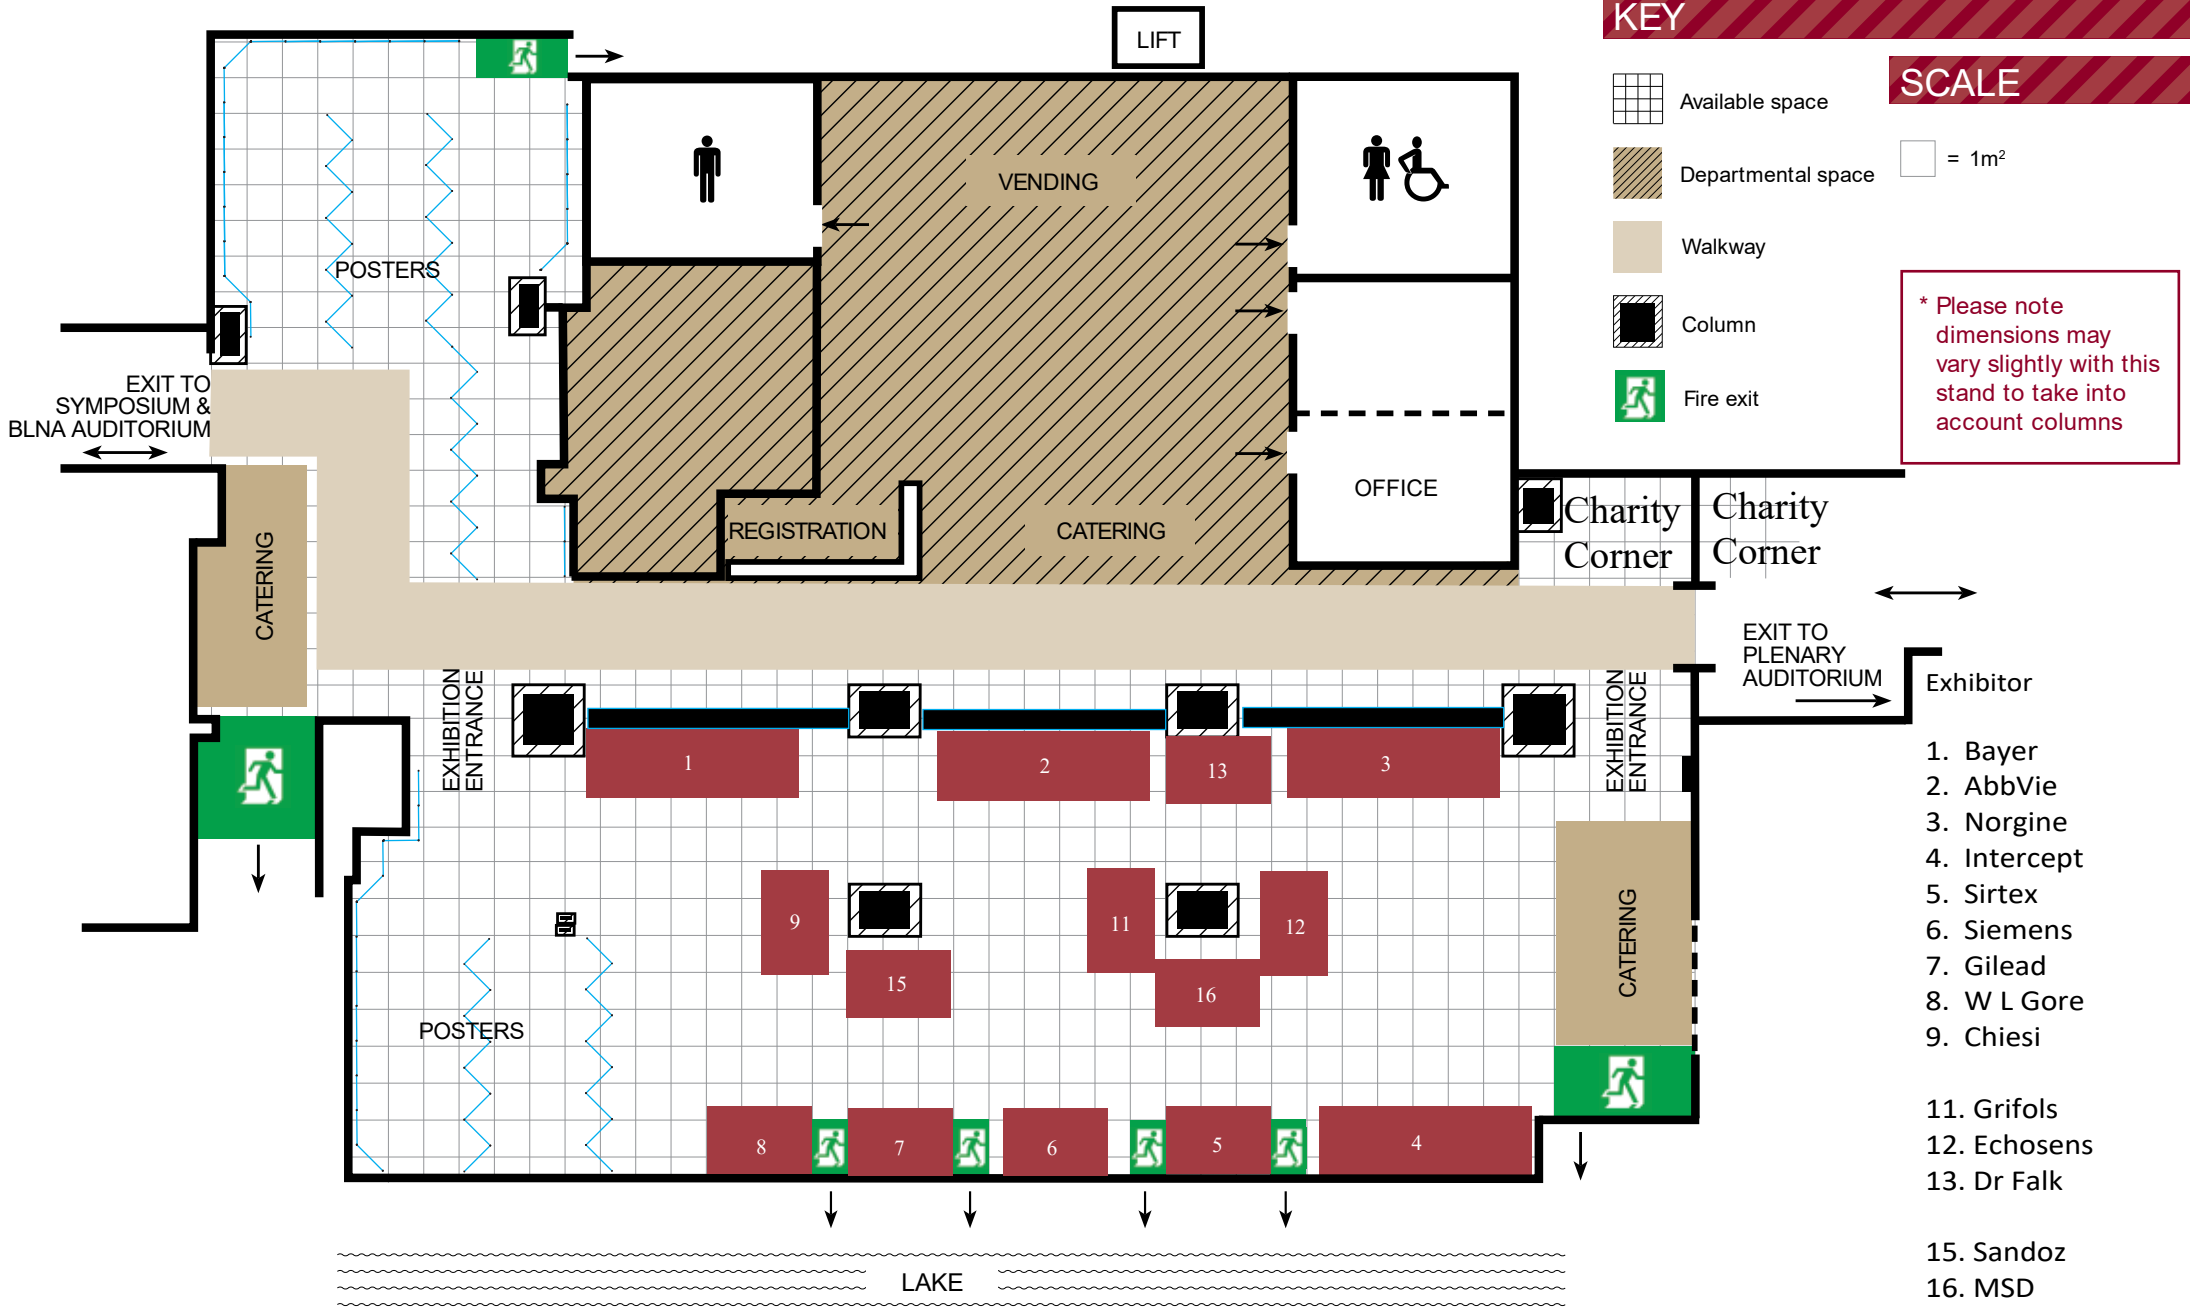 KEY
LIFT
SCALE
Available space
= 1m²
VENDING
Departmental space
Walkway
POSTERS
* Please note
dimensions may
vary slightly with this
stand to take into
account columns
Column
EXIT TO
SYMPOSIUM &
BLNA AUDITORIUM
Fire exit
OFFICE
Charity
Corner
Charity
Corner
REGISTRATION
CATERING
CATERING
EXIT TO
PLENARY
AUDITORIUM
EXHIBITION
ENTRANCE
EXHIBITION
ENTRANCE
Exhibitor
1
2
13
3
1. Bayer
2. AbbVie
3. Norgine
4. Intercept
5. Sirtex
6. Siemens
7. Gilead
8. W L Gore
9. Chiesi
11. Grifols
12. Echosens
13. Dr Falk
15. Sandoz
16. MSD
9
11
12
CATERING
15
16
POSTERS
8
7
6
5
4
LAKE